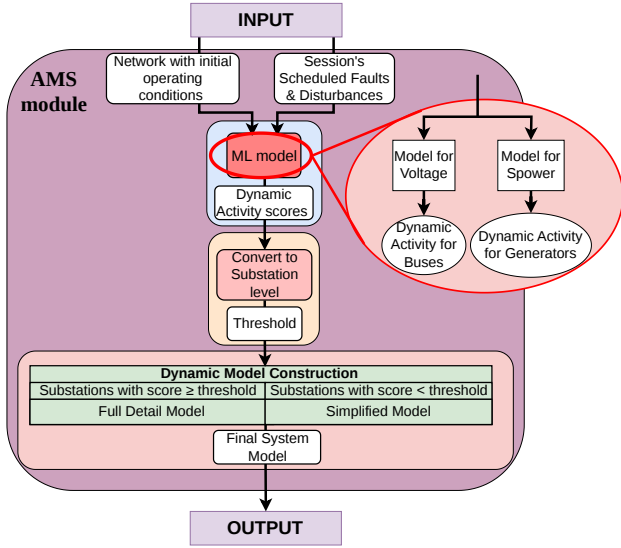 INPUT
AMS
module
Network with initial
operating
conditions
Session's
Scheduled Faults
& Disturbances
ML model
Dynamic
Activity scores
Model for
Voltage
Model for
Spower
Dynamic
Activity for
Buses
Dynamic Activity
for Generators
Convert to
Substation
level
Threshold
Dynamic Model Construction
Substations with score ≥ threshold
Substations with score < threshold
Full Detail Model
Simplified Model
Final System
Model
OUTPUT